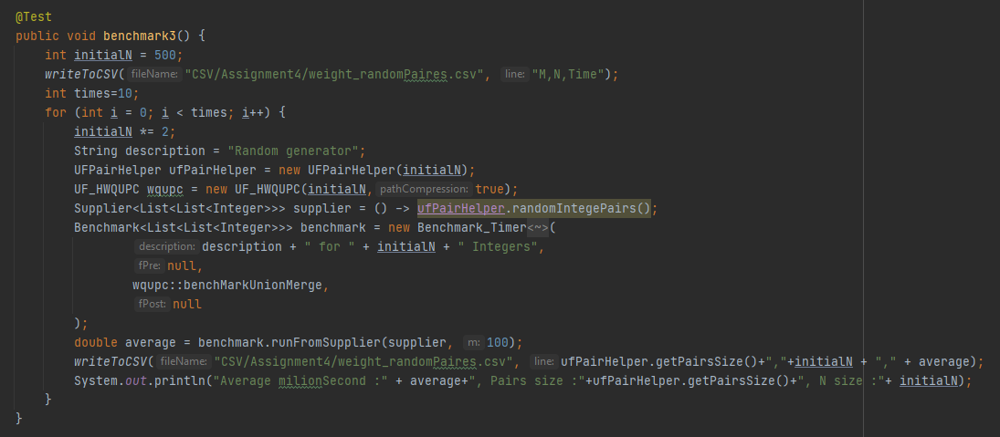 @Test
public void benchmark3() {
int initialN = 500;
writeToCSV( fileName: "CSV/Assignment4/weight_randomPaires.csv", line: "M,N,Time");
int times=10;
for (int i = 0; i < times; i++) {
initialN *= 2;
String description = "Random generator";
UFPairHelper ufPairHelper = new UFPairHelper(initialN);
UF_HWQUPC wqupc = new UF_HWQUPC(initialN, pathCompression: true);
Supplier<List<List<Integer>>> supplier = () -> ufPairHelper.randomIntegePairs();
Benchmark<List<List<Integer>>> benchmark = new Benchmark_Timer<~>(
description: description + " for " + initialN + " Integers",
fPre: null,
wqupc::benchMarkUnionMerge,
fPost: null
);
double average = benchmark.runFromSupplier(supplier, m: 100);
writeToCSV( fileName: "CSV/Assignment4/weight_randomPaires.csv", line: ufPairHelper.getPairsSize()+","+initialN + "," + average);
System.out.println("Average milionSecond :" + average+", Pairs size :"+ufPairHelper.getPairsSize()+", N size :"+ initialN);
}
}